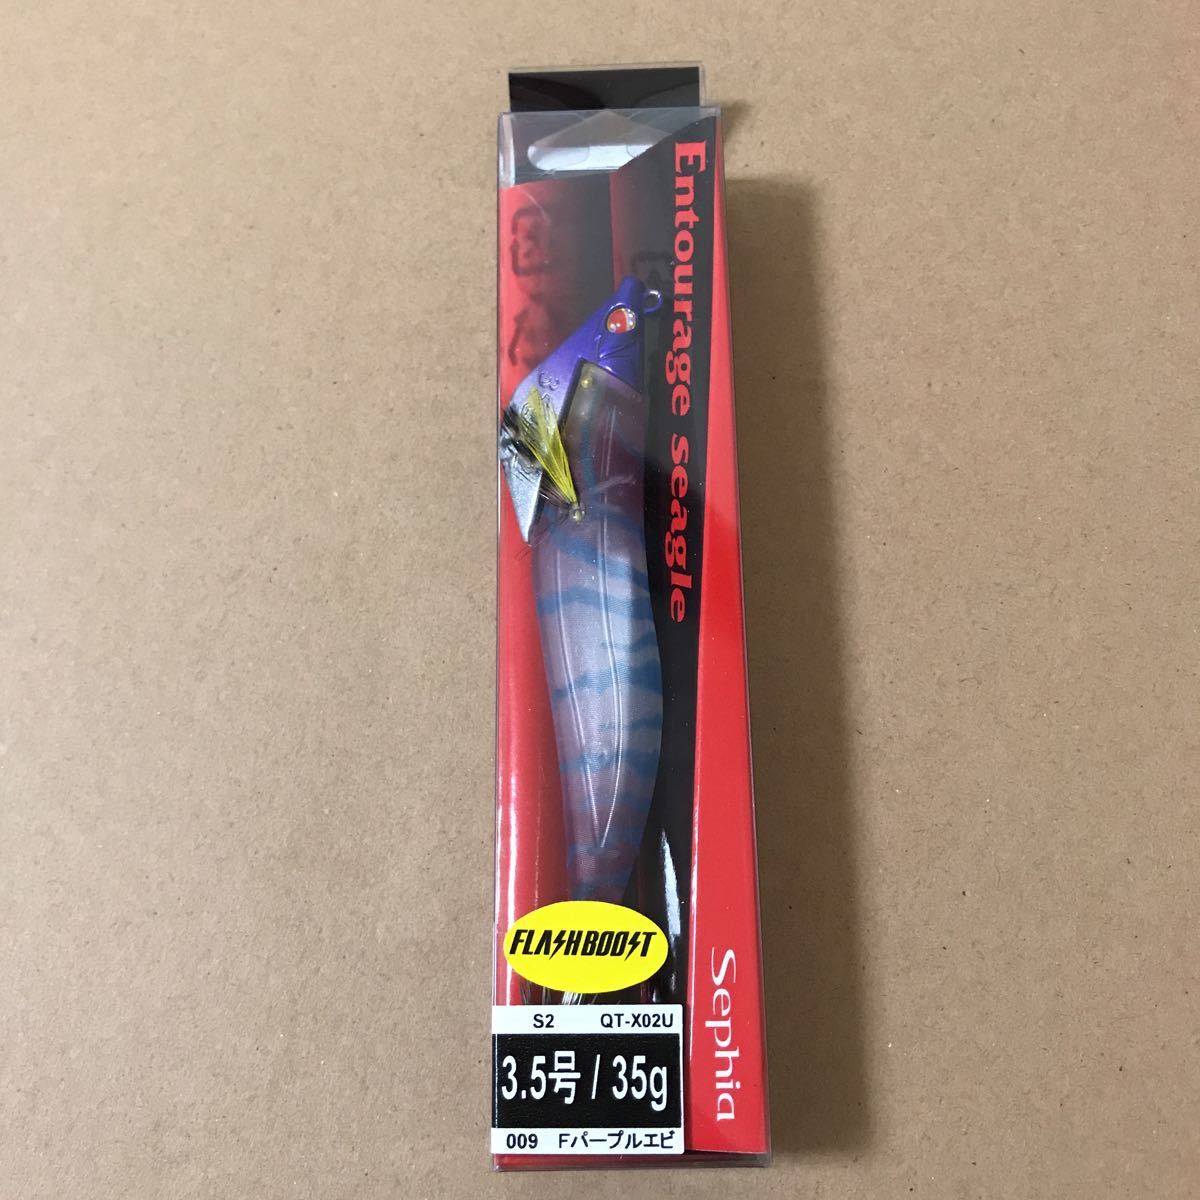 Entourage seagle
Sephia
FLASHBOOST
S2 QT-X02U
3.5号 / 35g
009 Fパープルエビ